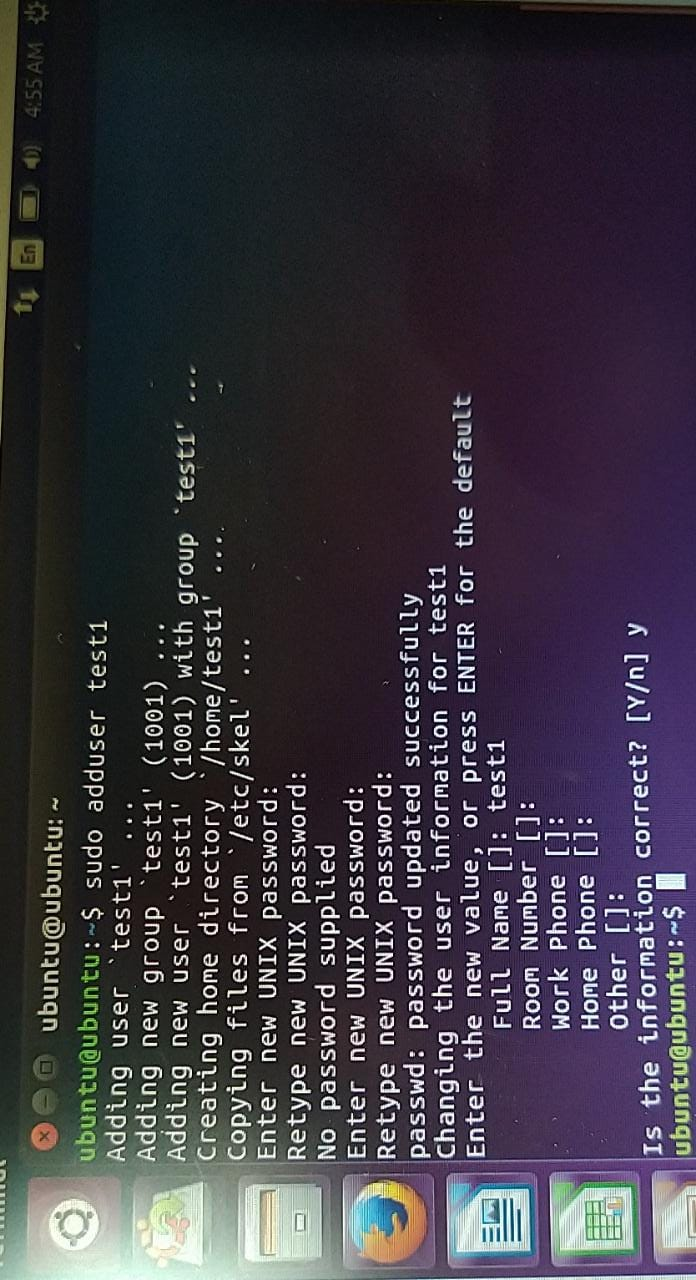 4:55 AM
En
ubuntu@ubuntu: ~
ubuntu@ubuntu:~$ sudo adduser test1
Adding user `test1' ...
Adding new group `test1' (1001) ...
Adding new user `test1' (1001) with group `test1' ...
Creating home directory `/home/test1' ...
Copying files from `/etc/skel' ...
Enter new UNIX password:
Retype new UNIX password:
No password supplied
Enter new UNIX password:
Retype new UNIX password:
passwd: password updated successfully
Changing the user information for test1
Enter the new value, or press ENTER for the default
Full Name []: test1
Room Number []:
Work Phone []:
Home Phone []:
Other []:
Is the information correct? [Y/n] y
ubuntu@ubuntu:~$